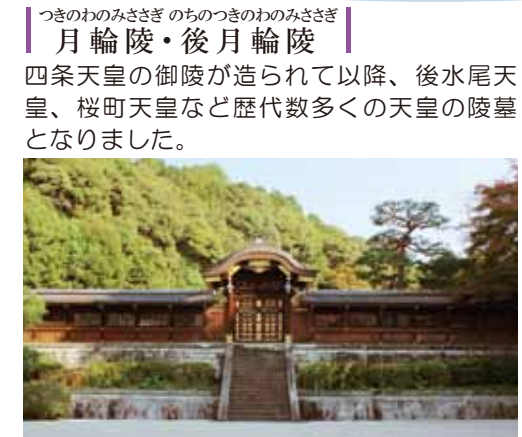 つきのわのみささぎ のちのつきのわのみささぎ
月輪陵・後月輪陵
四条天皇の御陵が造られて以降、後水尾天
皇、桜町天皇など歴代数多くの天皇の陵墓
となりました。